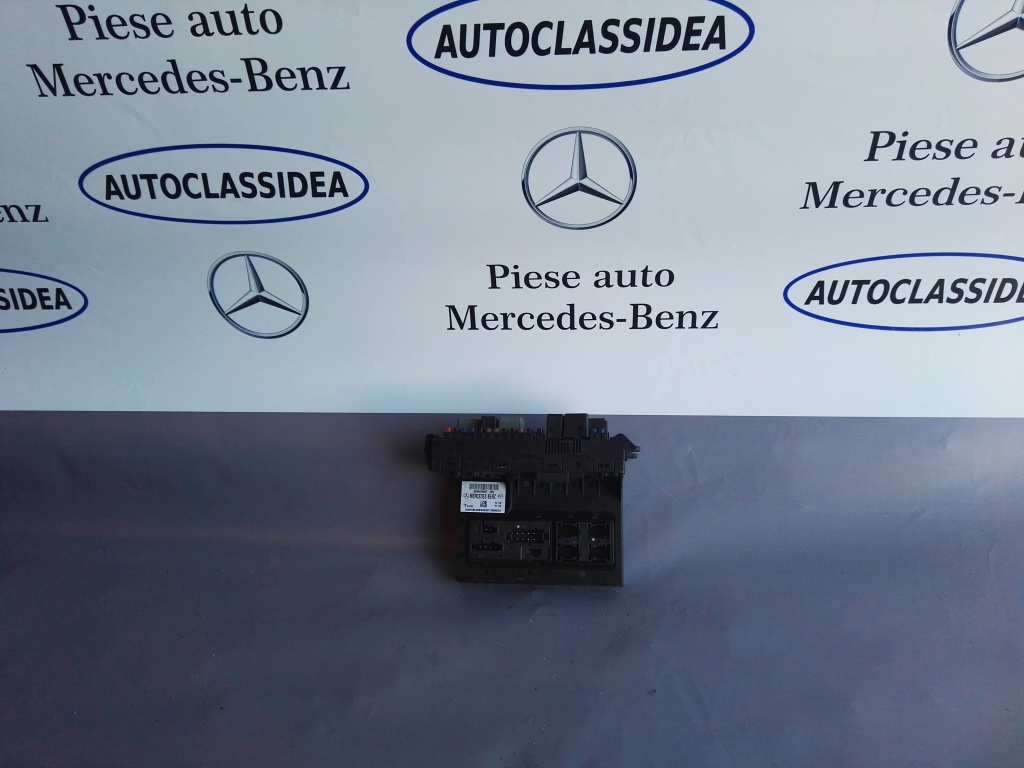 Piese auto
Mercedes-Benz
AUTOCLASSIDEA
AUTOCLASSIDEA
Piese au
Mercedes-
enz
SIDEA
Piese auto
Mercedes-Benz
AUTOCLASSIDE
MERCEDES BENZ